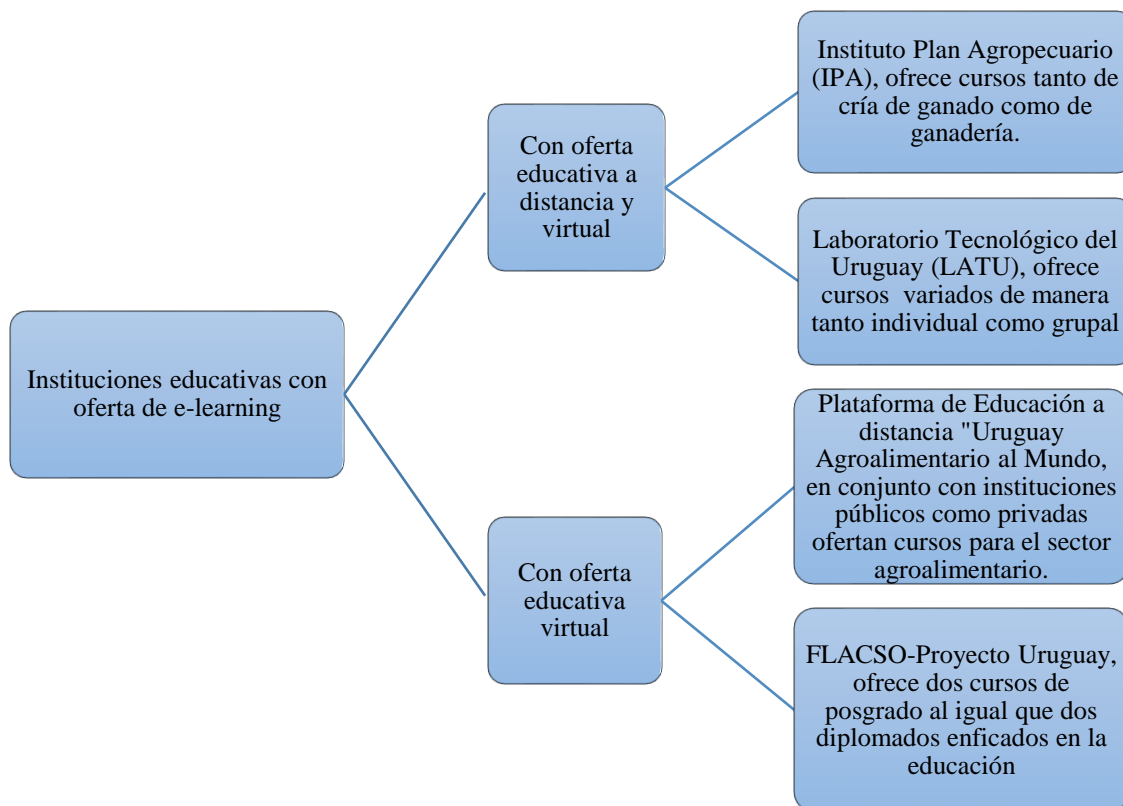 Instituciones educativas con
oferta de e-learning
Con oferta
educativa a
distancia y
virtual
Instituto Plan Agropecuario
(IPA), ofrece cursos tanto de
cría de ganado como de
ganadería.
Laboratorio Tecnológico del
Uruguay (LATU), ofrece
cursos  variados de manera
tanto individual como grupal
Con oferta
educativa
virtual
Plataforma de Educación a
distancia "Uruguay
Agroalimentario al Mundo,
en conjunto con instituciones
públicos como privadas
ofertan cursos para el sector
agroalimentario.
FLACSO-Proyecto Uruguay,
ofrece dos cursos de
posgrado al igual que dos
diplomados enficados en la
educación